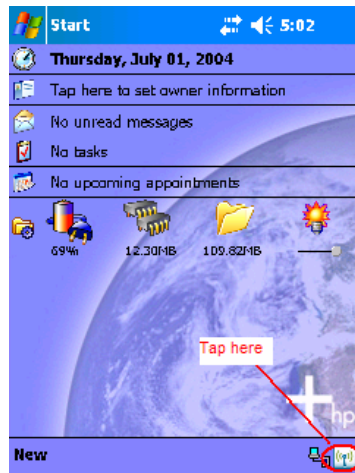 Start 5:02
Thursday, July 01, 2004
Tap here to set owner information
No unread messages
No tasks
No upcoming appointments
69% 12.30MB 109.82MB
Tap here
hp
New